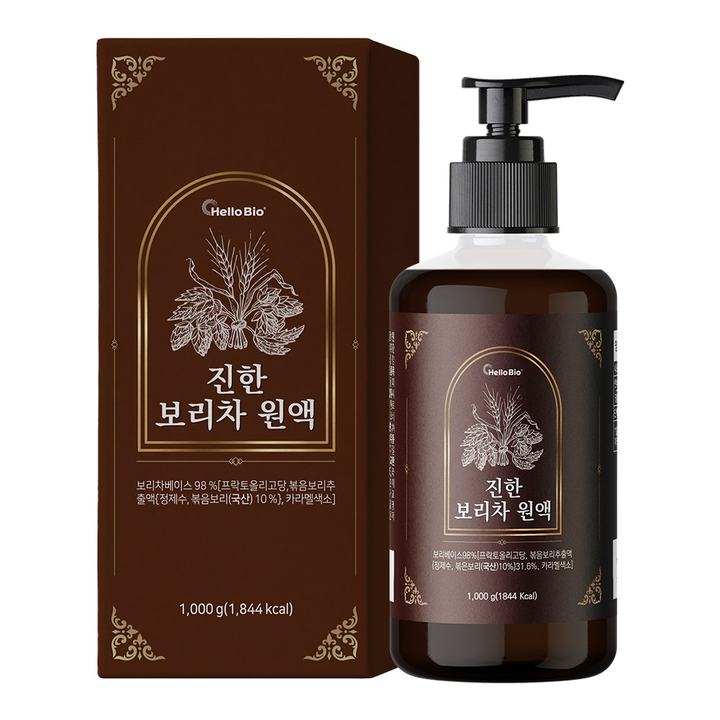 Hello Bio
진한
보리차 원액
보리차베이스 98 %[프락토올리고당,볶음보리추
출액{정제수, 볶음보리(국산) 10 %}, 카라멜색소]
1,000 g(1,844 kcal)
Hello Bio
진한
보리차 원액
보리베이스98%[프락토올리고당, 볶음보리추출액
{정제수, 볶은보리(국산)10%}31.6%, 카라멜색소]
1,000 g(1844 Kcal)